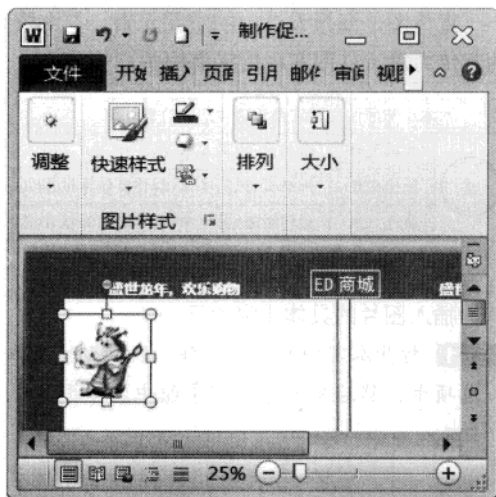 W 制作促...
文件 开始 插入 页面 引用 邮件 审阅 视图
调整 快速样式 排列 大小
图片样式
盛世龙年，欢乐购物 ED 商城 盛世
25%